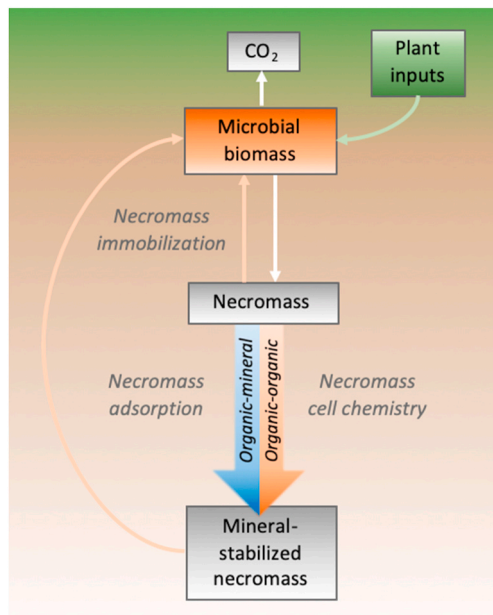 CO₂
Plant
inputs
Microbial
biomass
Necromass
immobilization
Necromass
Necromass
adsorption
Organic-mineral
Organic-organic
Necromass
cell chemistry
Mineral-
stabilized
necromass